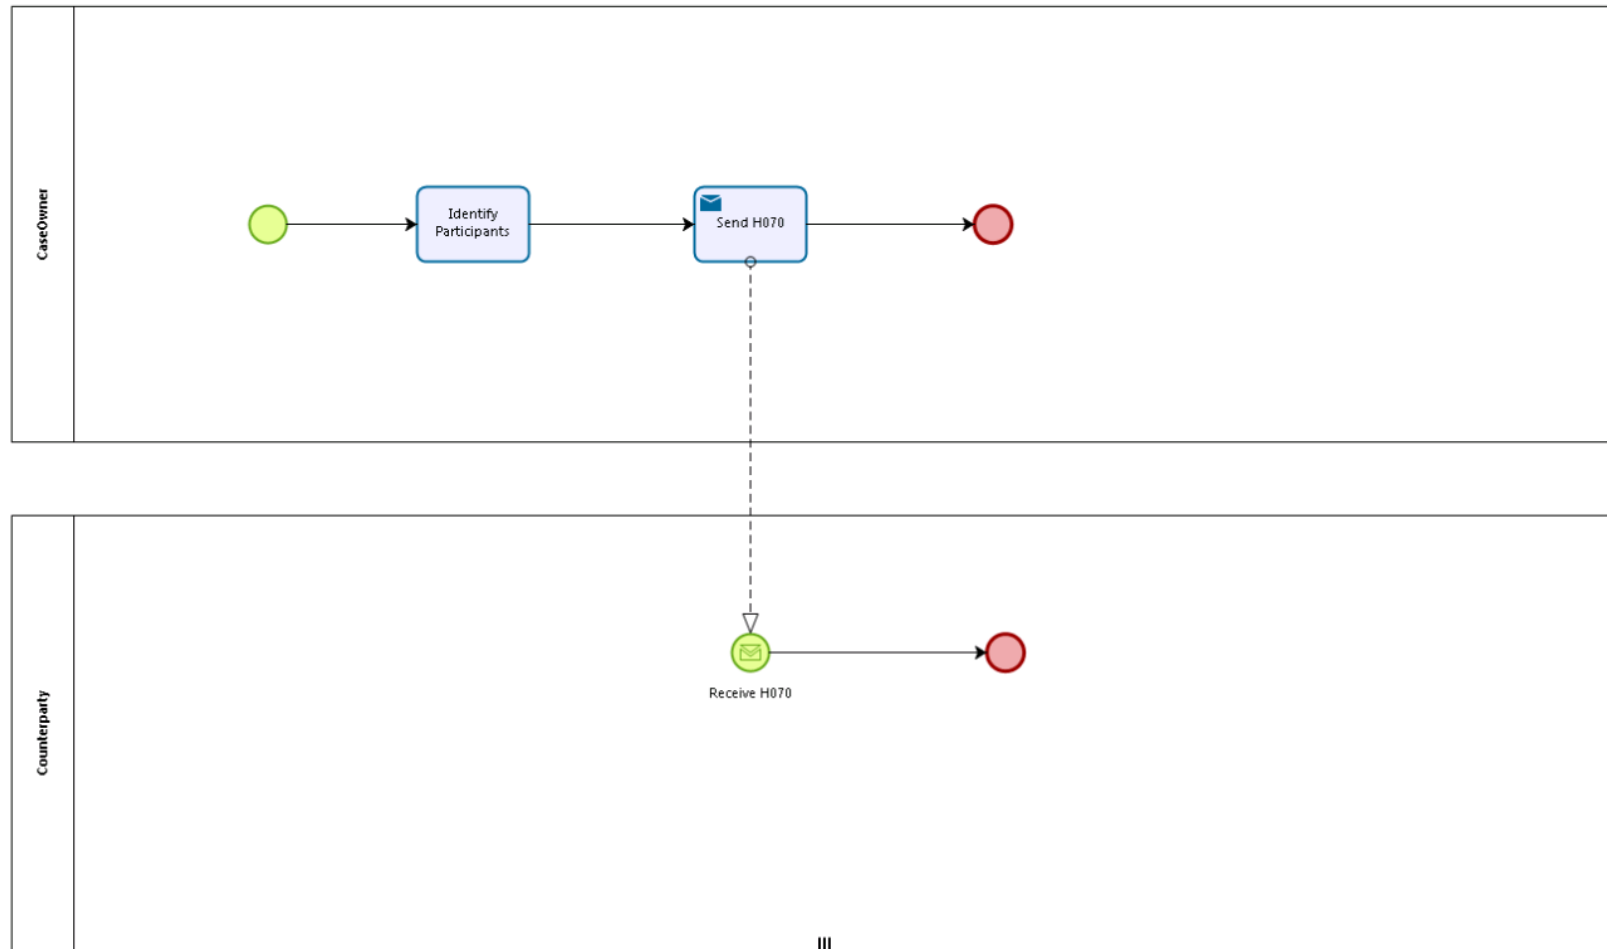 CaseOwner
Identify
Participants
Send H070
Counterparty
Receive H070